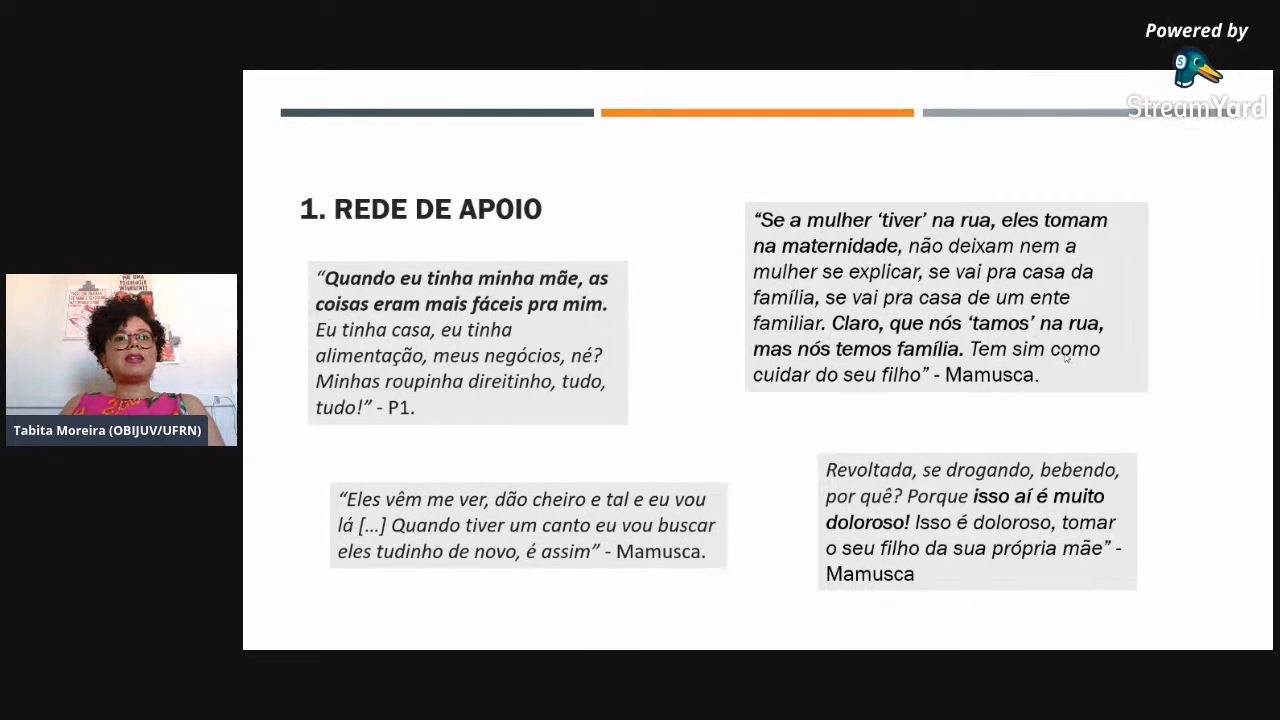 Powered by
StreamYard
1. REDE DE APOIO
“Quando eu tinha minha mãe, as
coisas eram mais fáceis pra mim.
Eu tinha casa, eu tinha
alimentação, meus negócios, né?
Minhas roupinha direitinho, tudo,
tudo!” - P1.
“Se a mulher ‘tiver’ na rua, eles tomam
na maternidade, não deixam nem a
mulher se explicar, se vai pra casa da
família, se vai pra casa de um ente
familiar. Claro, que nós ‘tamos’ na rua,
mas nós temos família. Tem sim como
cuidar do seu filho” - Mamusca.
“Eles vêm me ver, dão cheiro e tal e eu vou
lá [...] Quando tiver um canto eu vou buscar
eles tudinho de novo, é assim” - Mamusca.
Revoltada, se drogando, bebendo,
por quê? Porque isso aí é muito
doloroso! Isso é doloroso, tomar
o seu filho da sua própria mãe” -
Mamusca
Tabita Moreira (OBIJUV/UFRN)